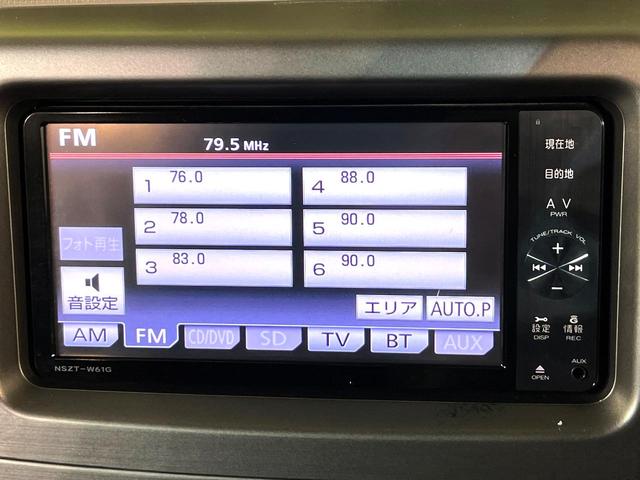 FM
79.5 MHz
1 76.0
4 88.0
2 78.0
5 90.0
3 83.0
6 90.0
フォト再生
音設定
エリア
AUTO.P
AM
FM
CD/DVD
SD
TV
BT
AUX
NSZT-W61G
現在地
目的地
AV
PWR
TUNE/TRACK VOL
+
−
設定
DISP
情報
REC
OPEN
AUX